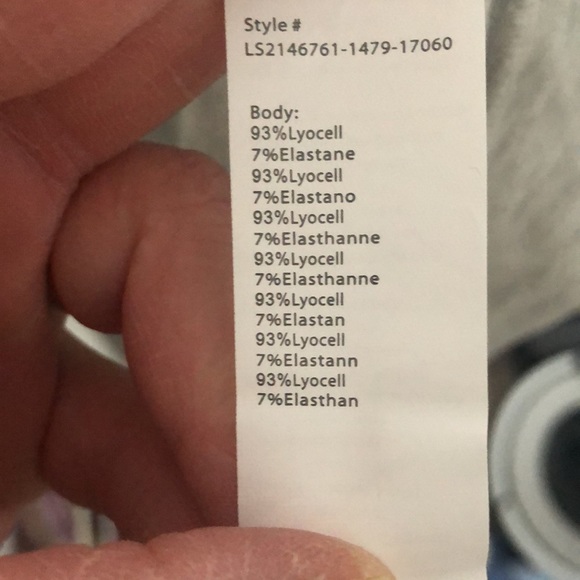 Style #
LS2146761-1479-17060
Body:
93%Lyocell
7%Elastane
93%Lyocell
7%Elastano
93%Lyocell
7%Elasthanne
93%Lyocell
7%Elasthanne
93%Lyocell
7%Elastan
93%Lyocell
7%Elastann
93%Lyocell
7%Elasthan